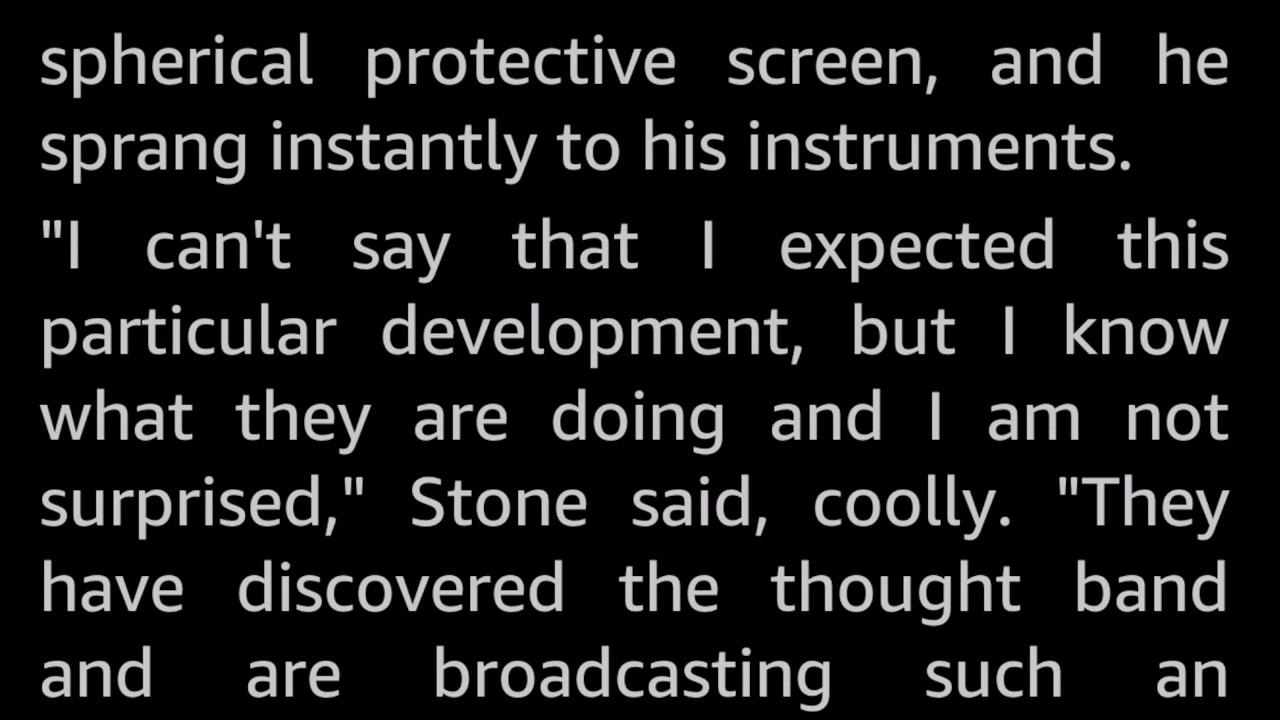 spherical protective screen, and he
sprang instantly to his instruments.
"I can't say that I expected this
particular development, but I know
what they are doing and I am not
surprised," Stone said, coolly. "They
have discovered the thought band
and are broadcasting such an